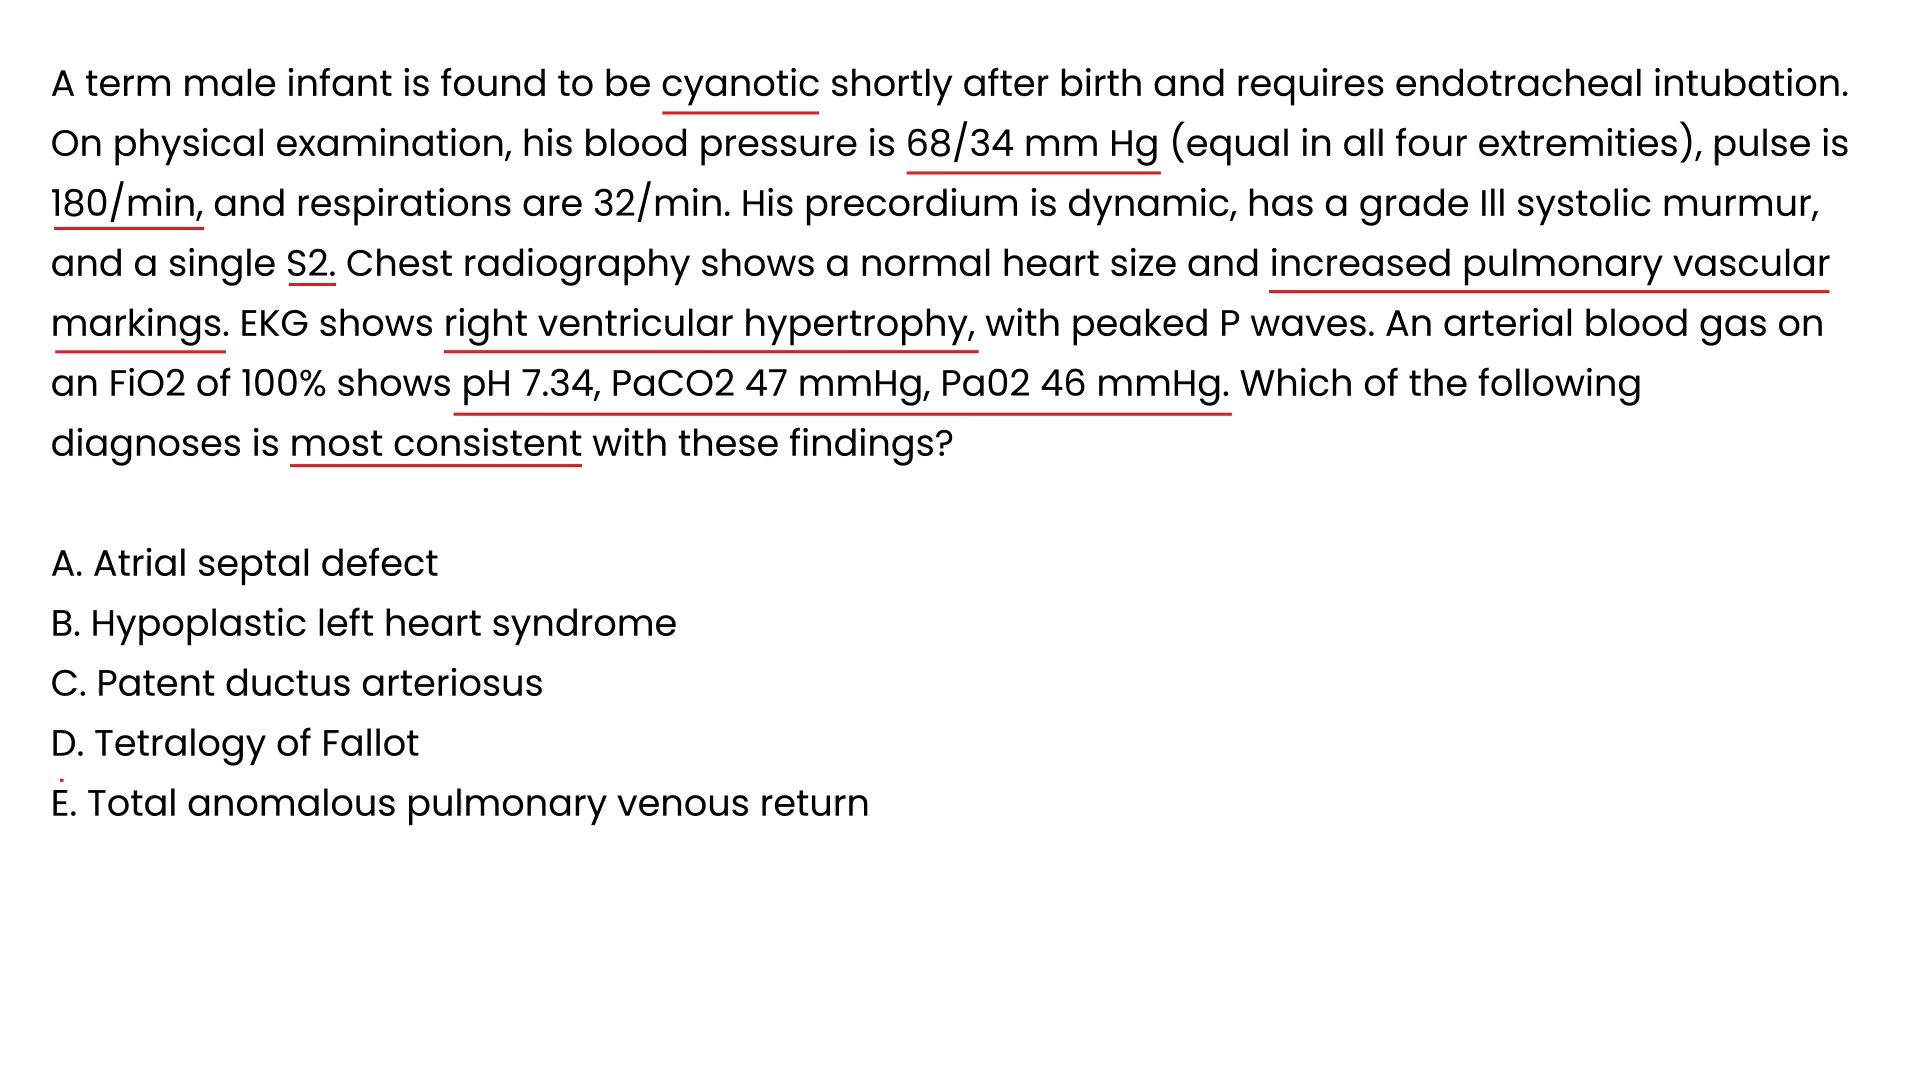 A term male infant is found to be cyanotic shortly after birth and requires endotracheal intubation.
On physical examination, his blood pressure is 68/34 mm Hg (equal in all four extremities), pulse is
180/min, and respirations are 32/min. His precordium is dynamic, has a grade Ill systolic murmur,
and a single S2. Chest radiography shows a normal heart size and increased pulmonary vascular
markings. EKG shows right ventricular hypertrophy, with peaked P waves. An arterial blood gas on
an FiO2 of 100% shows pH 7.34, PaCO2 47 mmHg, Pa02 46 mmHg. Which of the following
diagnoses is most consistent with these findings?
A. Atrial septal defect
B. Hypoplastic left heart syndrome
C. Patent ductus arteriosus
D. Tetralogy of Fallot
E. Total anomalous pulmonary venous return